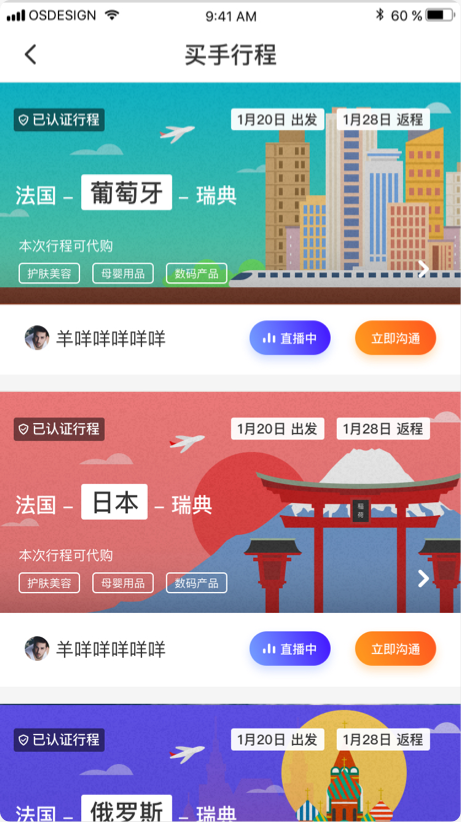 OSDESIGN 9:41 AM 60 %
买手行程
已认证行程 1月20日 出发 1月28日 返程
法国 – 葡萄牙 – 瑞典
本次行程可代购
护肤美容 母婴用品 数码产品
羊咩咩咩咩咩 直播中 立即沟通
已认证行程 1月20日 出发 1月28日 返程
法国 – 日本 – 瑞典
本次行程可代购
护肤美容 母婴用品 数码产品
羊咩咩咩咩咩 直播中 立即沟通
已认证行程 1月20日 出发 1月28日 返程
法国 – 俄罗斯 – 瑞典